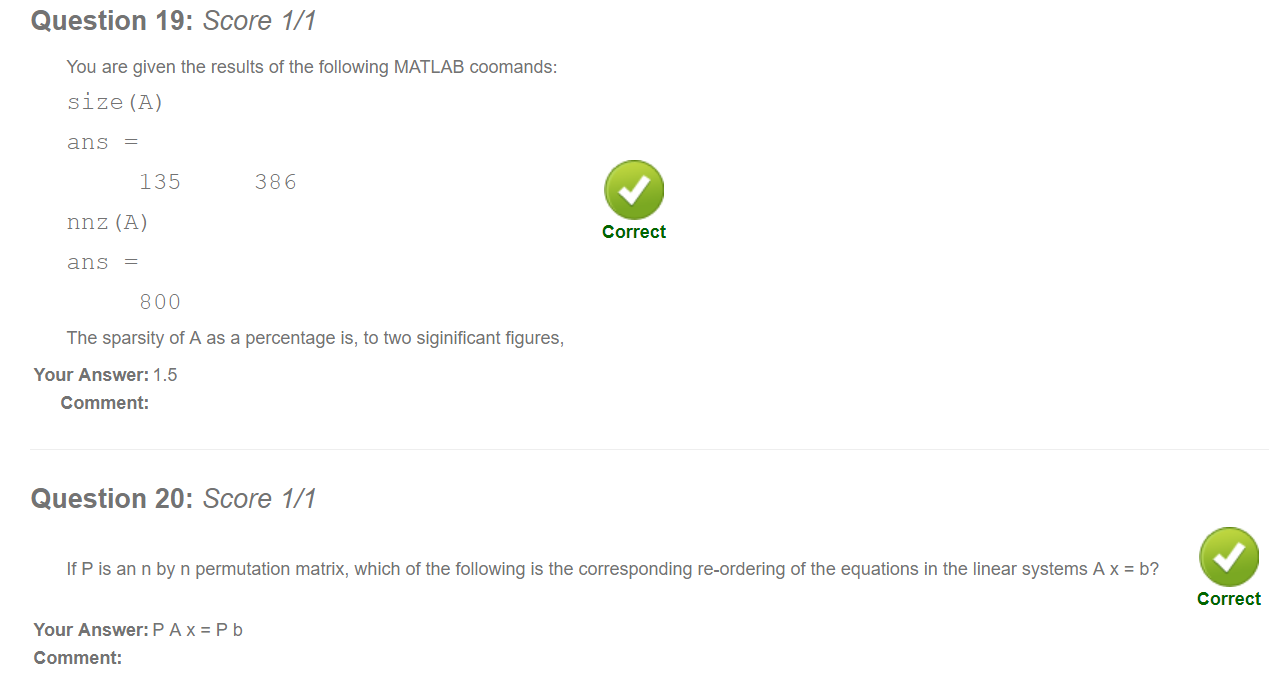 Question 19: Score 1/1
You are given the results of the following MATLAB coomands:
size(A)
ans =
135 386
nnz(A)
ans =
800
Correct
The sparsity of A as a percentage is, to two siginificant figures,
Your Answer: 1.5
Comment:
Question 20: Score 1/1
If P is an n by n permutation matrix, which of the following is the corresponding re-ordering of the equations in the linear systems A x = b?
Correct
Your Answer: P A x = P b
Comment: